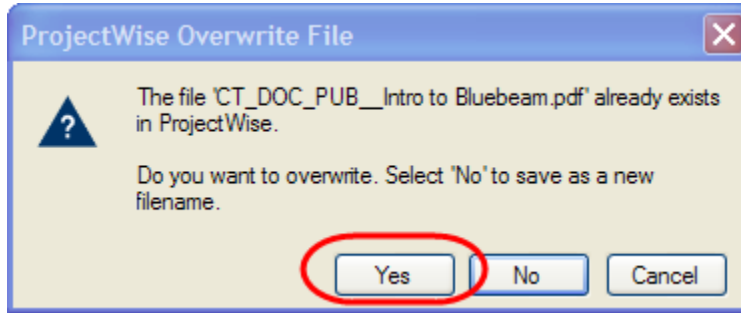 ProjectWise Overwrite File
The file 'CT_DOC_PUB__Intro to Bluebeam.pdf' already exists
in ProjectWise.
?
Do you want to overwrite. Select 'No' to save as a new
filename.
Yes No Cancel